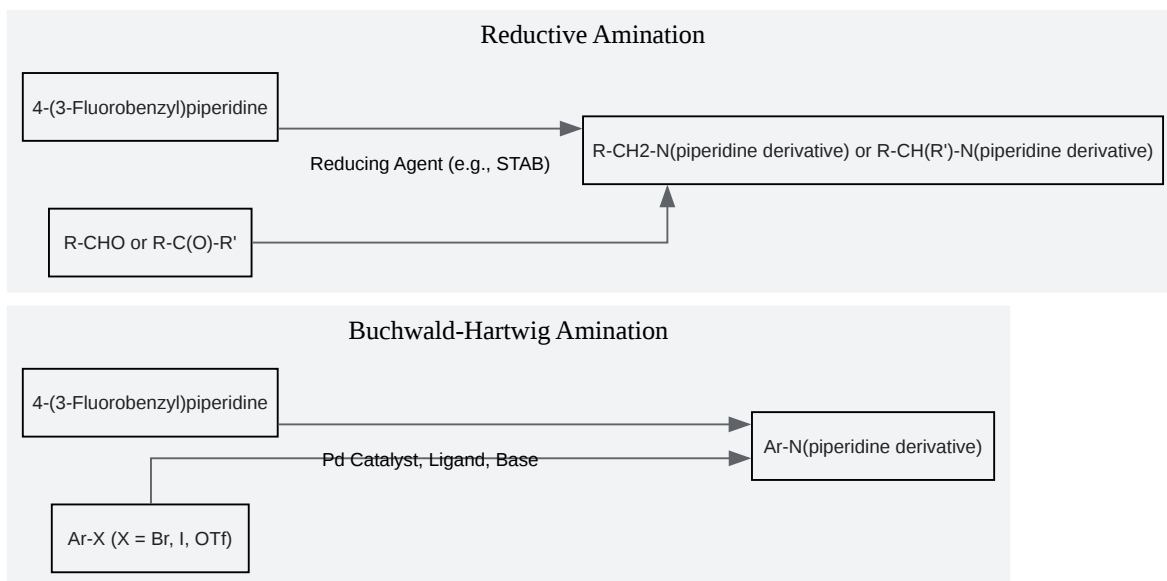 Reductive Amination
4-(3-Fluorobenzyl)piperidine
Reducing Agent (e.g., STAB)
R-CH2-N(piperidine derivative) or R-CH(R')-N(piperidine derivative)
R-CHO or R-C(O)-R'
Buchwald-Hartwig Amination
4-(3-Fluorobenzyl)piperidine
Pd Catalyst, Ligand, Base
Ar-N(piperidine derivative)
Ar-X (X = Br, I, OTf)